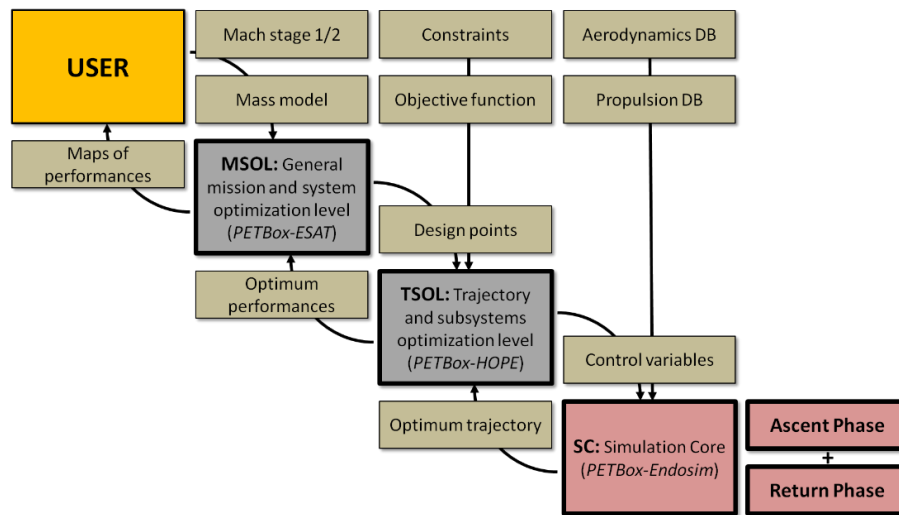 USER
Mach stage 1/2
Constraints
Aerodynamics DB
Mass model
Objective function
Propulsion DB
Maps of
performances
MSOL: General
mission and system
optimization level
(PETBox-ESAT)
Design points
Optimum
performances
TSOL: Trajectory
and subsystems
optimization level
(PETBox-HOPE)
Control variables
Optimum trajectory
SC: Simulation Core
(PETBox-Endosim)
Ascent Phase
+
Return Phase